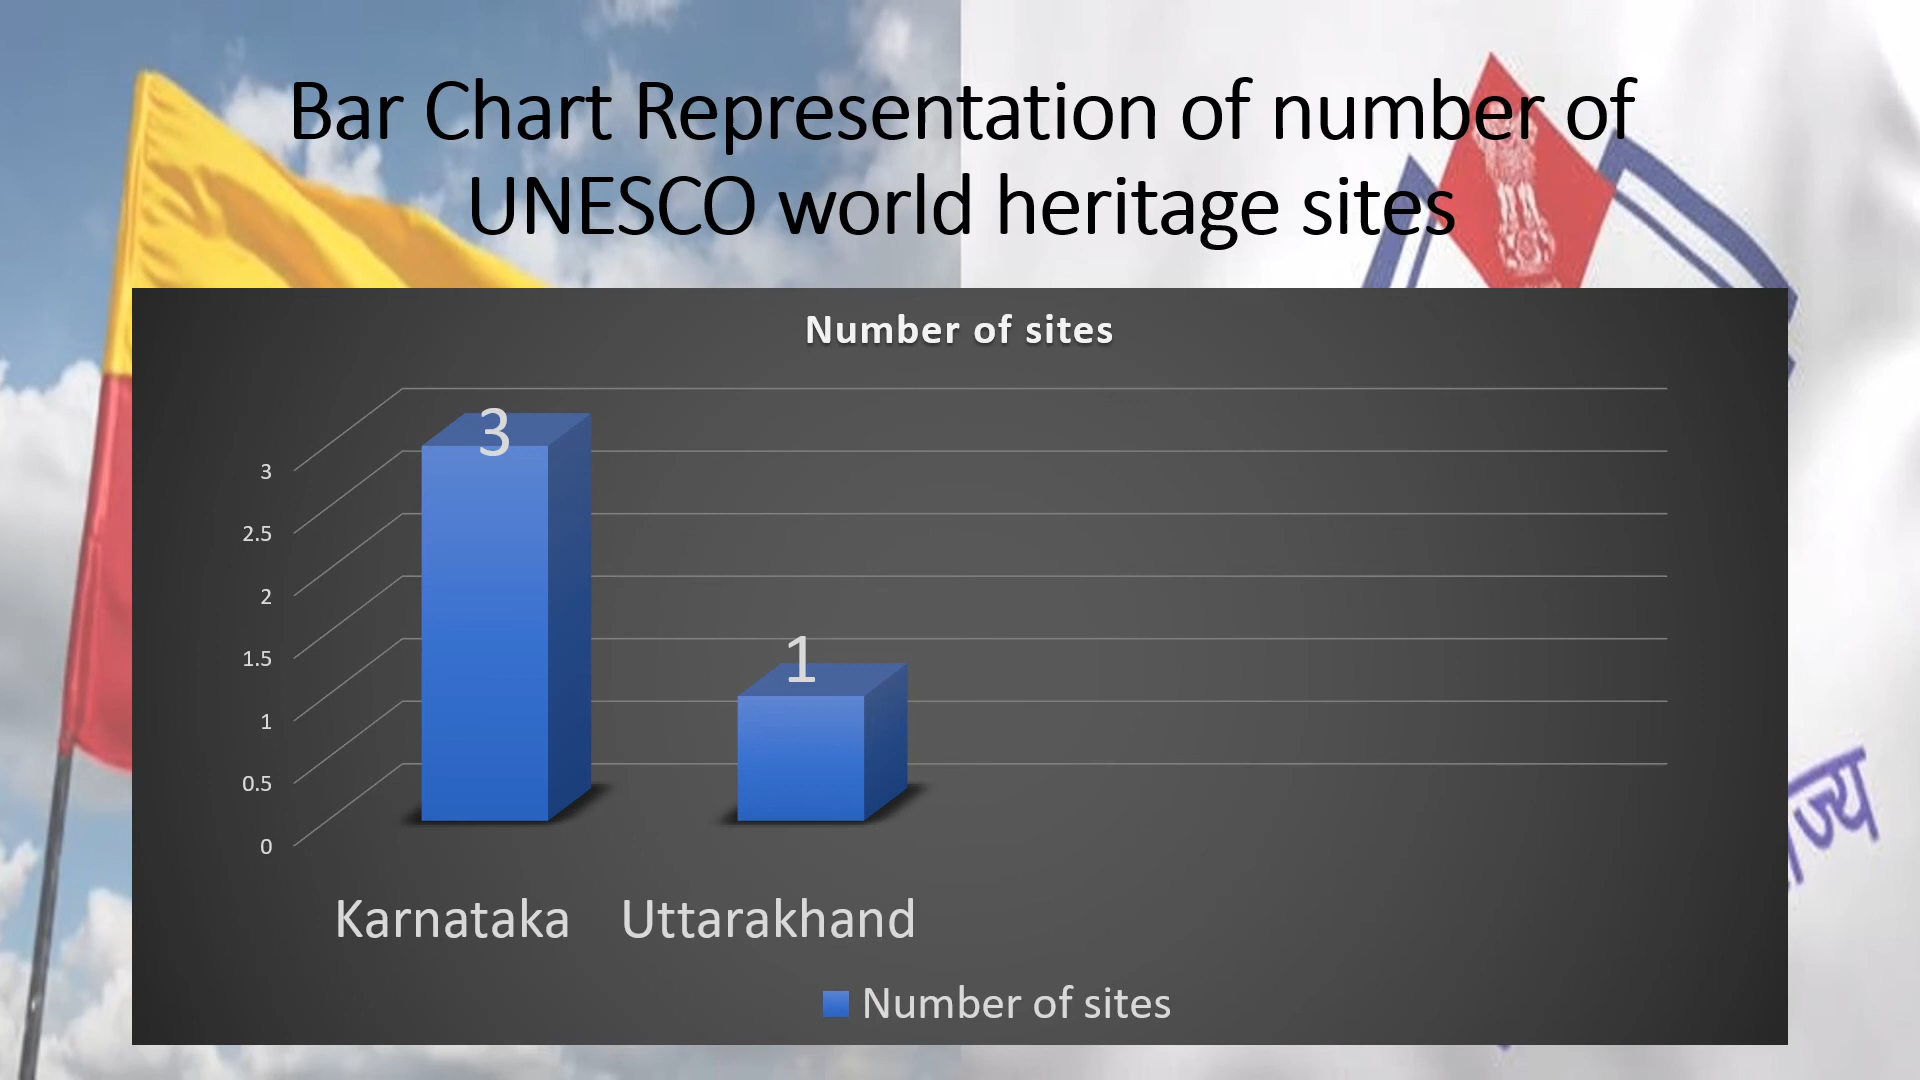 Bar Chart Representation of number of
UNESCO world heritage sites
Number of sites
3
2.5
2
1.5
1
0.5
0
3
1
Karnataka
Uttarakhand
Number of sites